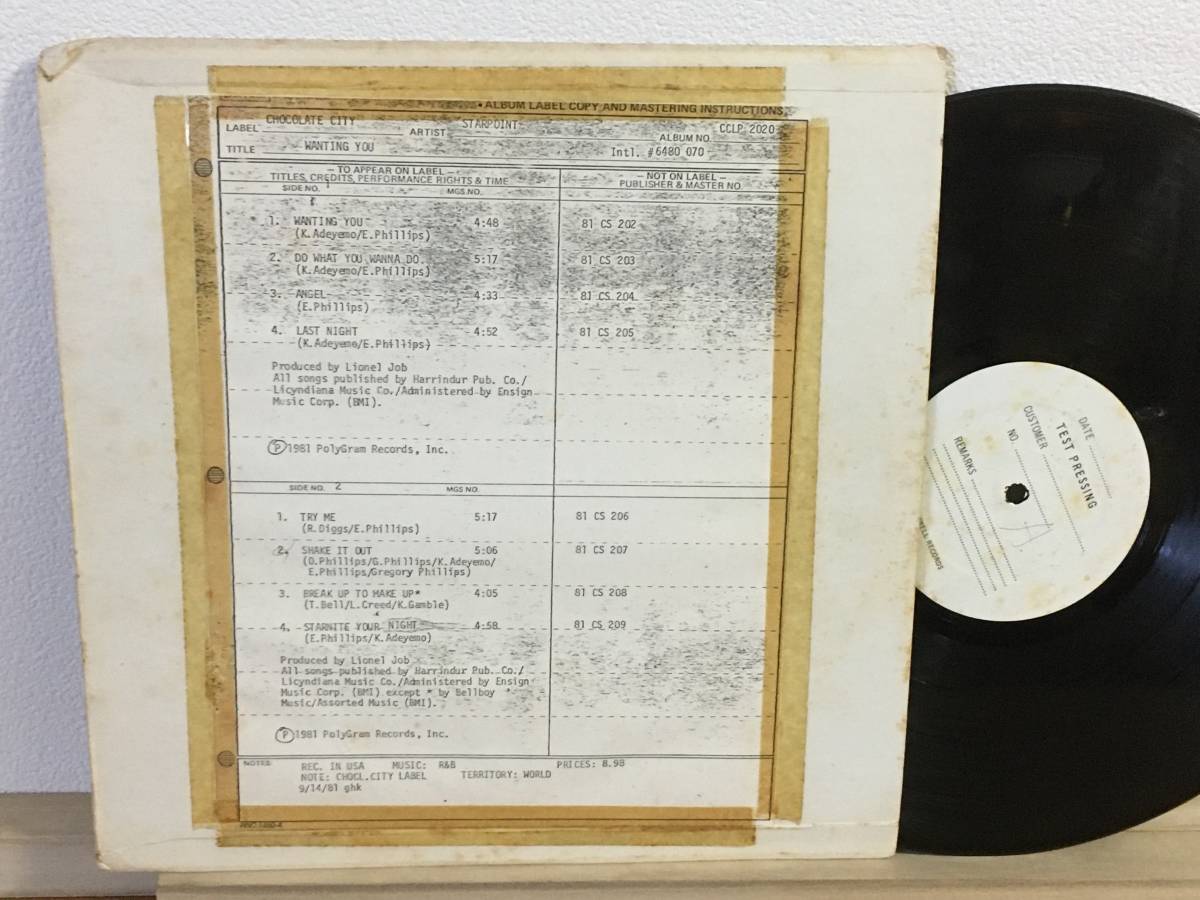 • ALBUM LABEL COPY AND MASTERING INSTRUCTIONS
LABEL CHOCOLATE CITY ARTIST STARPOINT ALBUM NO. CCLP 2020
TITLE WANTING YOU Intl. #6480 070
— TO APPEAR ON LABEL —
TITLES, CREDITS, PERFORMANCE RIGHTS & TIME
— NOT ON LABEL —
PUBLISHER & MASTER NO.
SIDE NO. 1 MGS NO.
1. WANTING YOU 4:48 81 CS 202
(K.Adeyemo/E.Phillips)
2. DO WHAT YOU WANNA DO 5:17 81 CS 203
(K.Adeyemo/E.Phillips)
3. ANGEL 4:33 81 CS 204
(E.Phillips)
4. LAST NIGHT 4:52 81 CS 205
(K.Adeyemo/E.Phillips)
Produced by Lionel Job
All songs published by Harrindur Pub. Co./
Licyndiana Music Co./Administered by Ensign
Music Corp. (BMI).
Ⓟ1981 PolyGram Records, Inc.
SIDE NO. 2 MGS NO.
1. TRY ME 5:17 81 CS 206
(R.Diggs/E.Phillips)
2. SHAKE IT OUT 5:06 81 CS 207
(O.Phillips/G.Phillips/K.Adeyemo/
E.Phillips/Gregory Phillips)
3. BREAK UP TO MAKE UP* 4:05 81 CS 208
(T.Bell/L.Creed/K.Gamble)
4. STARNITE YOUR NIGHT 4:58 81 CS 209
(E.Phillips/K.Adeyemo)
Produced by Lionel Job
All songs published by Harrindur Pub. Co./
Licyndiana Music Co./Administered by Ensign
Music Corp. (BMI) except * by Bellboy
Music/Assorted Music (BMI).
Ⓟ1981 PolyGram Records, Inc.
NOTES REC. IN USA MUSIC: R&B PRICES: 8.98
NOTE: CHOCL.CITY LABEL TERRITORY: WORLD
9/14/81 ghk
DATE
TEST PRESSING
CUSTOMER
NO.
REMARKS
A.
RECORDS